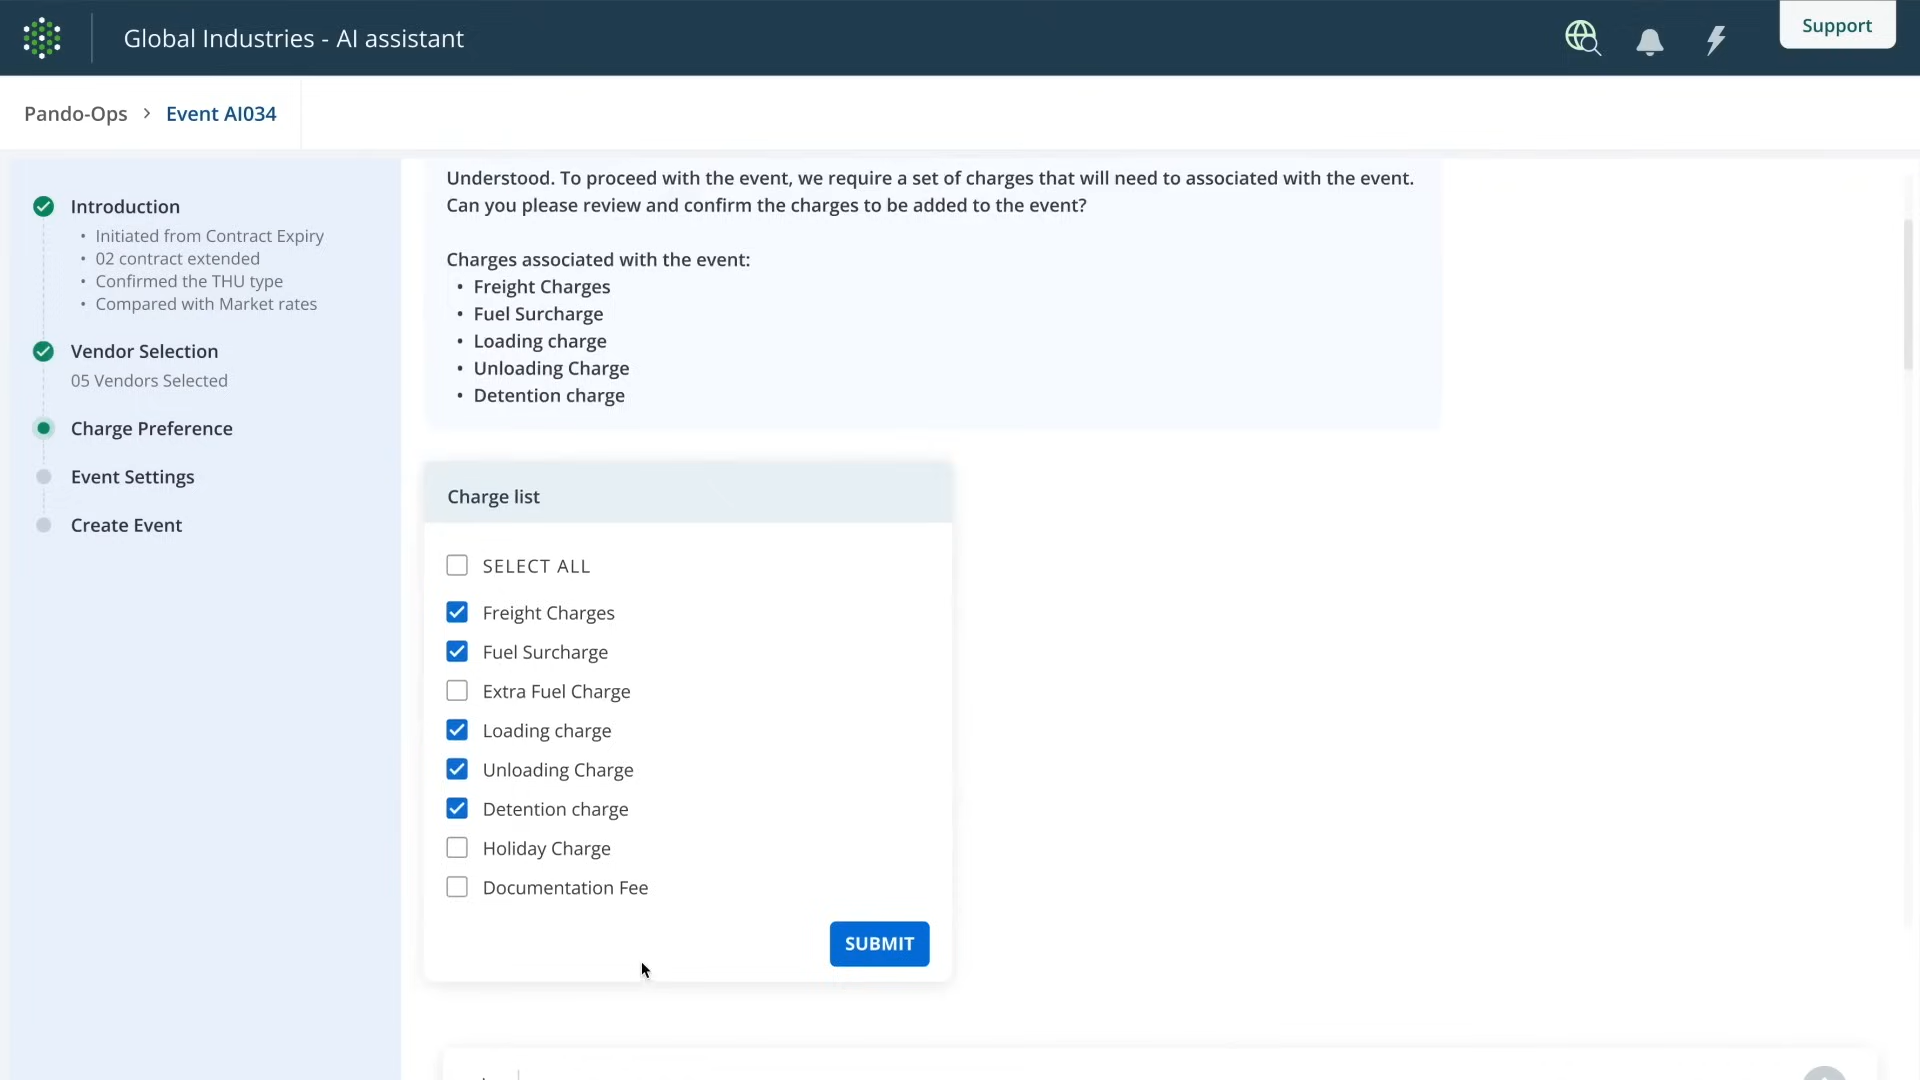 Global Industries - AI assistant
Support
Pando-Ops › Event AI034
Introduction
• Initiated from Contract Expiry
• 02 contract extended
• Confirmed the THU type
• Compared with Market rates
Vendor Selection
05 Vendors Selected
Charge Preference
Event Settings
Create Event
Understood. To proceed with the event, we require a set of charges that will need to associated with the event.
Can you please review and confirm the charges to be added to the event?
Charges associated with the event:
• Freight Charges
• Fuel Surcharge
• Loading charge
• Unloading Charge
• Detention charge
Charge list
SELECT ALL
Freight Charges
Fuel Surcharge
Extra Fuel Charge
Loading charge
Unloading Charge
Detention charge
Holiday Charge
Documentation Fee
SUBMIT